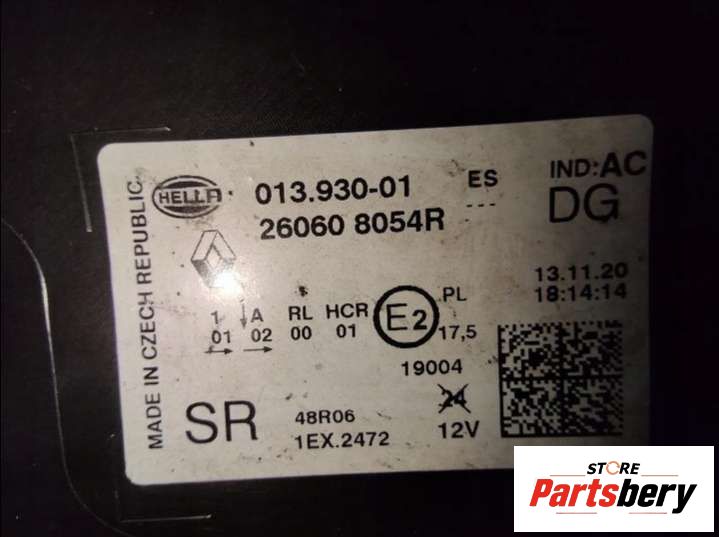 MADE IN CZECH REPUBLIC
HELLA
013.930-01
ES
IND:AC
26060 8054R
---
DG
13.11.20
18:14:14
1 A RL HCR E2 PL
01 02 00 01 17,5
19004
SR
48R06
24
1EX.2472
12V
STORE
Partsbery